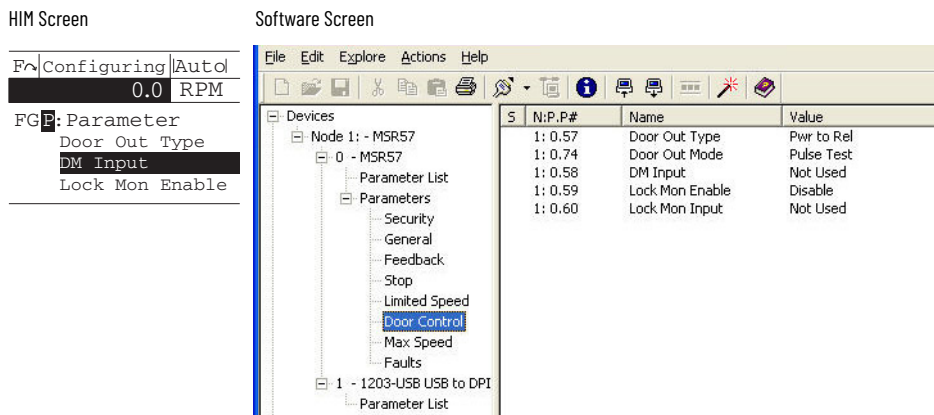 HIM Screen
Software Screen
F Configuring Auto
0.0 RPM
FGP: Parameter
Door Out Type
DM Input
Lock Mon Enable
File Edit Explore Actions Help
Devices
Node 1: - MSR57
0 - MSR57
Parameter List
Parameters
Security
General
Feedback
Stop
Limited Speed
Door Control
Max Speed
Faults
1 - 1203-USB USB to DPI
Parameter List
S N:P.P# Name Value
1: 0.57 Door Out Type Pwr to Rel
1: 0.74 Door Out Mode Pulse Test
1: 0.58 DM Input Not Used
1: 0.59 Lock Mon Enable Disable
1: 0.60 Lock Mon Input Not Used